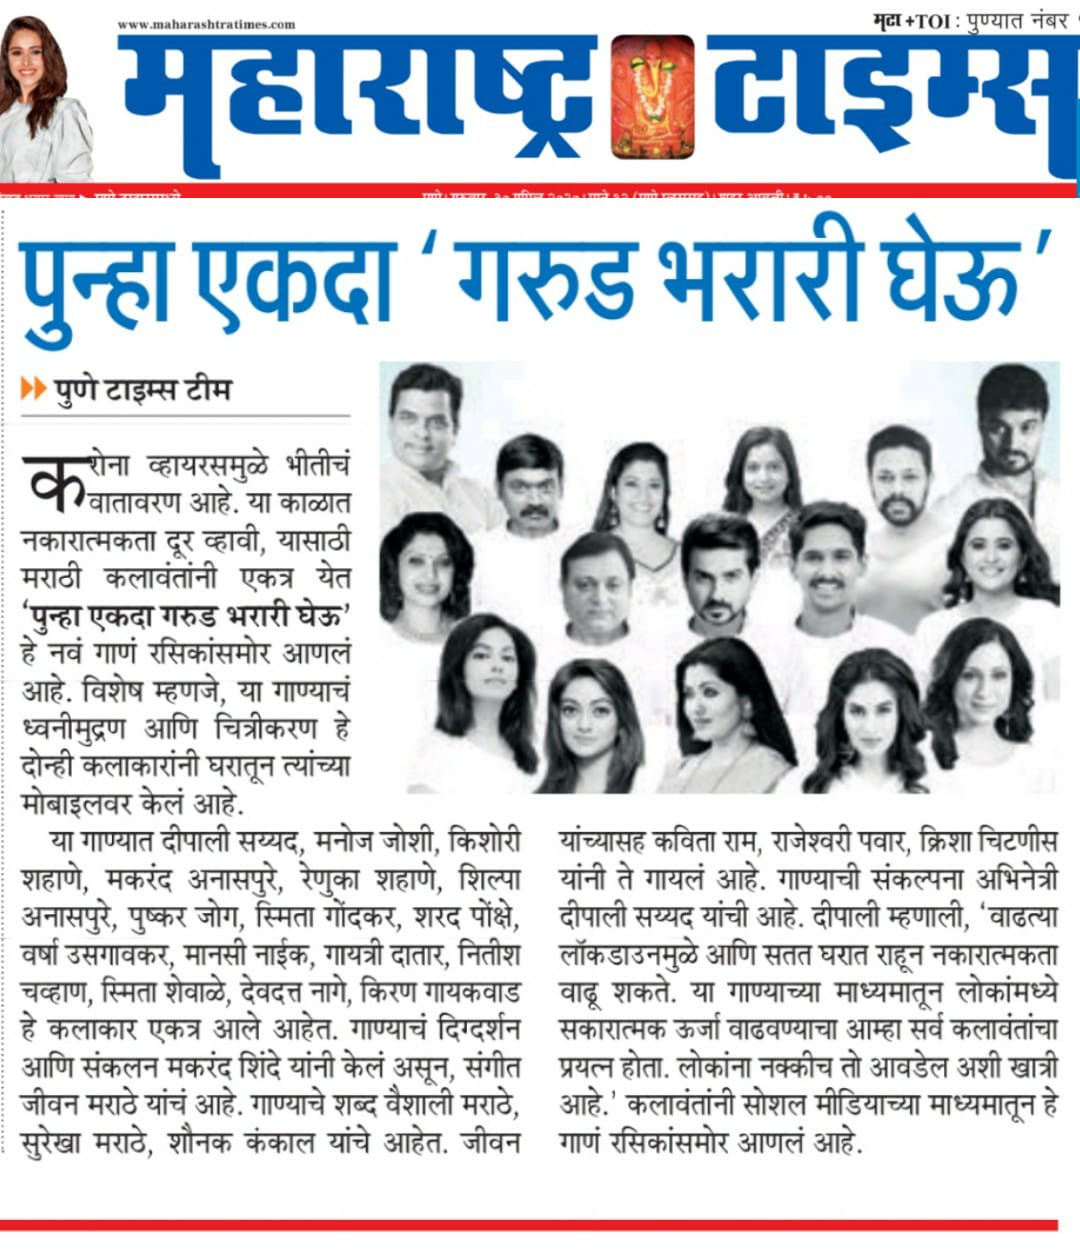 www.maharashtratimes.com
मटा +TOI : पुण्यात नंबर
महाराष्ट्र टाइम्स
पुन्हा एकदा ‘गरुड भरारी घेऊ’
पुणे टाइम्स टीम
करोना व्हायरसमुळे भीतीचं
वातावरण आहे. या काळात
नकारात्मकता दूर व्हावी, यासाठी
मराठी कलावंतांनी एकत्र येत
‘पुन्हा एकदा गरुड भरारी घेऊ’
हे नवं गाणं रसिकांसमोर आणलं
आहे. विशेष म्हणजे, या गाण्याचं
ध्वनीमुद्रण आणि चित्रीकरण हे
दोन्ही कलाकारांनी घरातून त्यांच्या
मोबाइलवर केलं आहे.
या गाण्यात दीपाली सय्यद, मनोज जोशी, किशोरी
शहाणे, मकरंद अनासपुरे, रेणुका शहाणे, शिल्पा
अनासपुरे, पुष्कर जोग, स्मिता गोंदकर, शरद पोंक्षे,
वर्षा उसगावकर, मानसी नाईक, गायत्री दातार, नितीश
चव्हाण, स्मिता शेवाळे, देवदत्त नागे, किरण गायकवाड
हे कलाकार एकत्र आले आहेत. गाण्याचं दिग्दर्शन
आणि संकलन मकरंद शिंदे यांनी केलं असून, संगीत
जीवन मराठे यांचं आहे. गाण्याचे शब्द वैशाली मराठे,
सुरेखा मराठे, शौनक कंकाल यांचे आहेत. जीवन
यांच्यासह कविता राम, राजेश्वरी पवार, क्रिशा चिटणीस
यांनी ते गायलं आहे. गाण्याची संकल्पना अभिनेत्री
दीपाली सय्यद यांची आहे. दीपाली म्हणाली, ‘वाढत्या
लॉकडाउनमुळे आणि सतत घरात राहून नकारात्मकता
वाढू शकते. या गाण्याच्या माध्यमातून लोकांमध्ये
सकारात्मक ऊर्जा वाढवण्याचा आम्हा सर्व कलावंतांचा
प्रयत्न होता. लोकांना नक्कीच तो आवडेल अशी खात्री
आहे.’ कलावंतांनी सोशल मीडियाच्या माध्यमातून हे
गाणं रसिकांसमोर आणलं आहे.